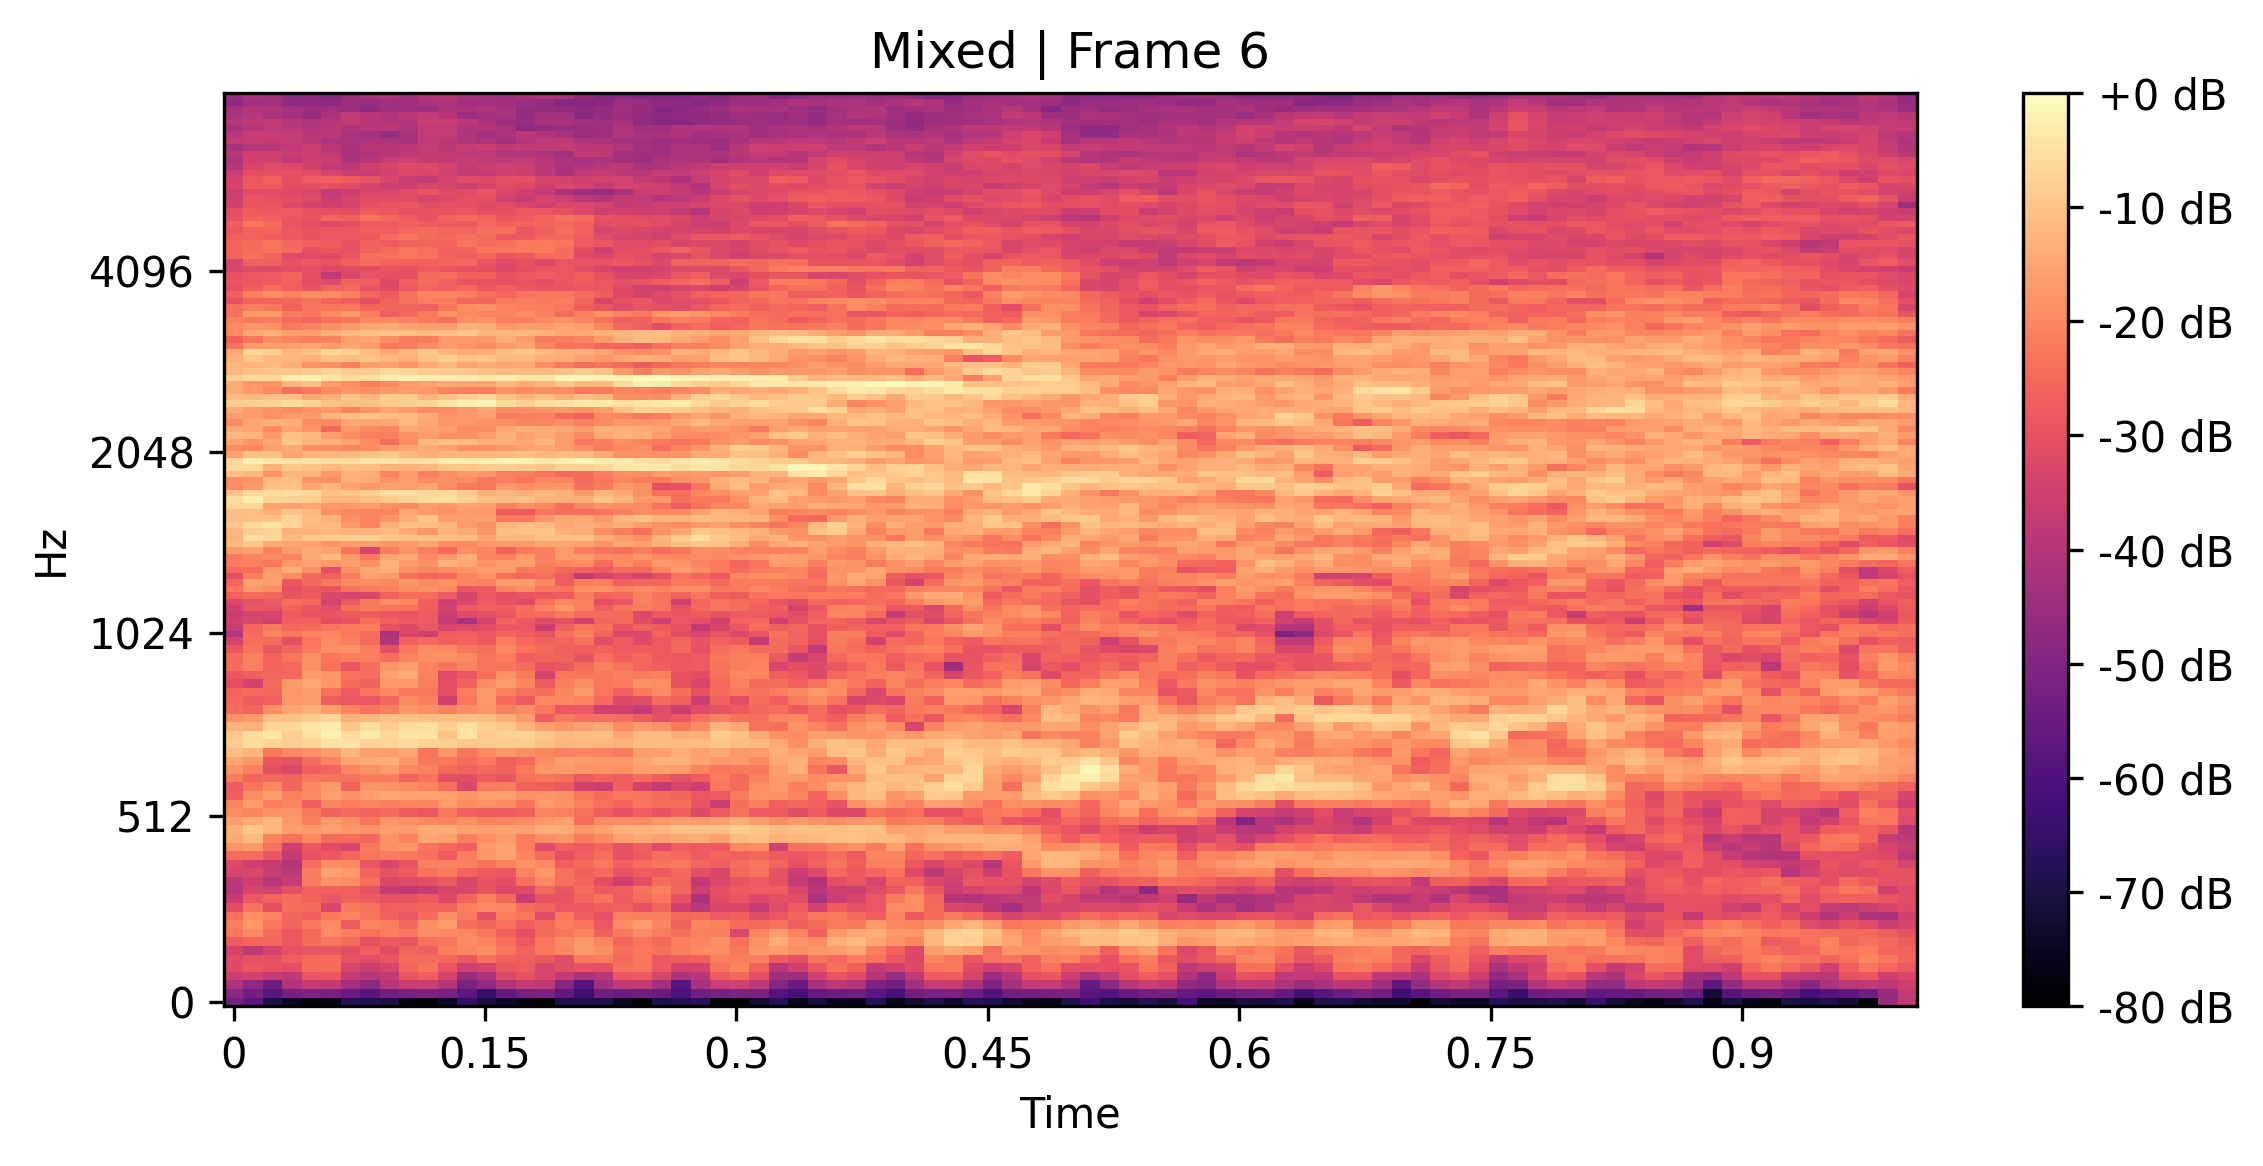 Mixed | Frame 6
+0 dB
-10 dB
-20 dB
-30 dB
-40 dB
-50 dB
-60 dB
-70 dB
-80 dB
4096
2048
1024
512
0
Hz
0 0.15 0.3 0.45 0.6 0.75 0.9
Time